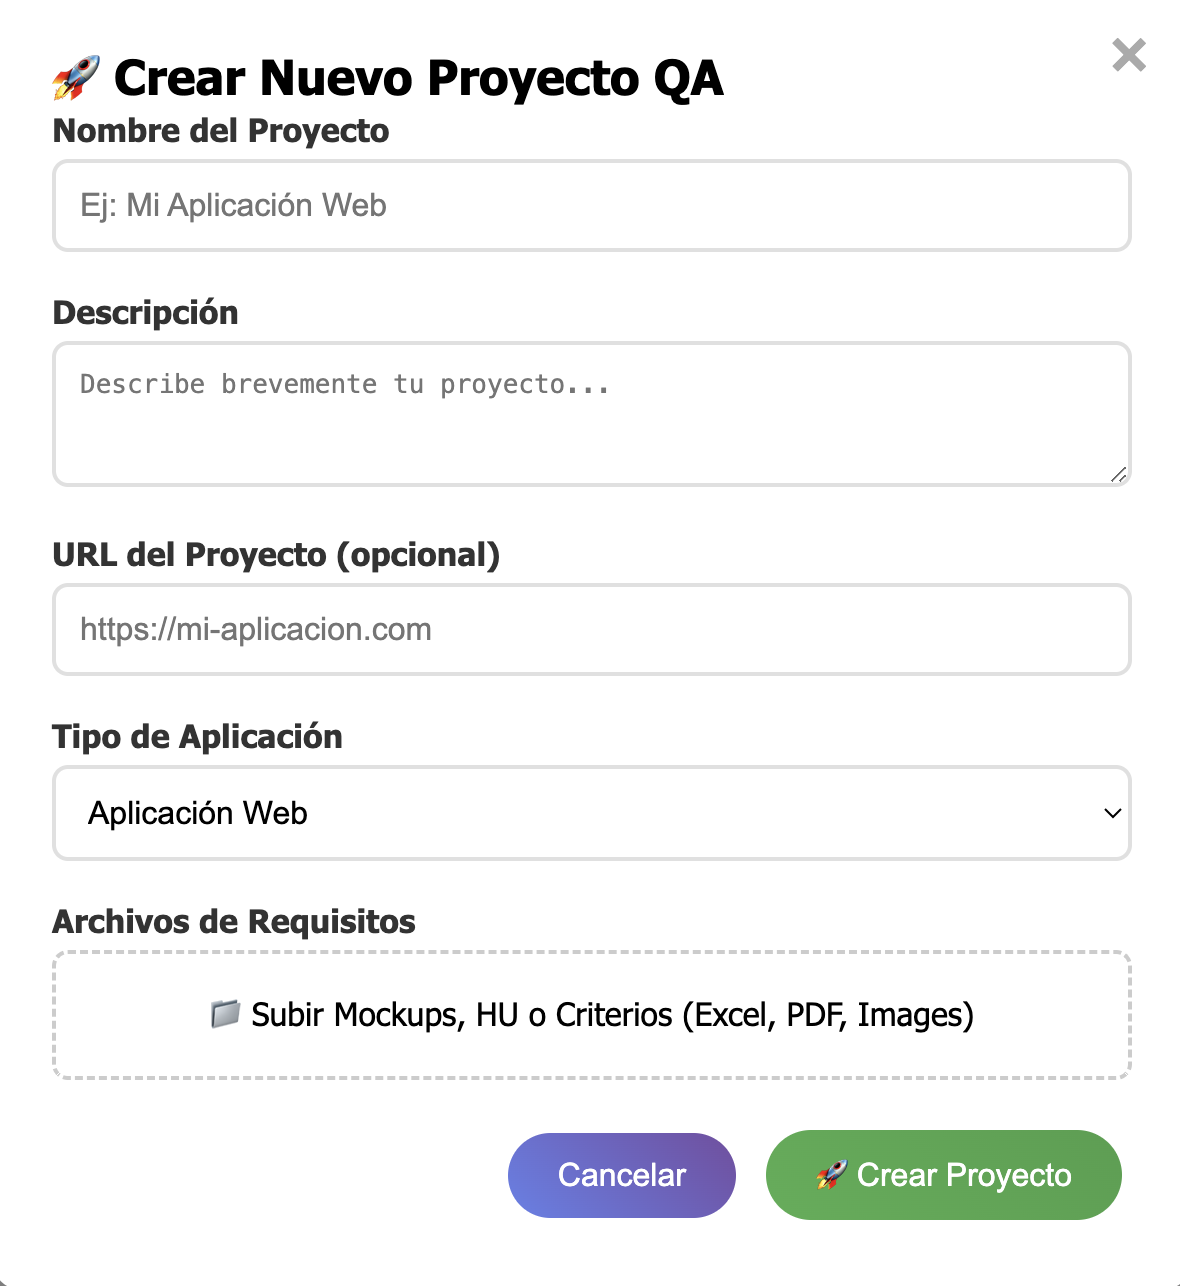 🚀 Crear Nuevo Proyecto QA
Nombre del Proyecto
Ej: Mi Aplicación Web
Descripción
Describe brevemente tu proyecto...
URL del Proyecto (opcional)
https://mi-aplicacion.com
Tipo de Aplicación
Aplicación Web
Archivos de Requisitos
📁 Subir Mockups, HU o Criterios (Excel, PDF, Images)
Cancelar
🚀 Crear Proyecto